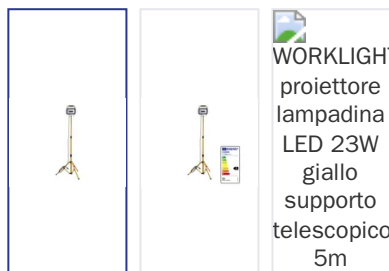 WORKLIGHT
proiettore
lampadina
LED 23W
giallo
supporto
telescopico
5m